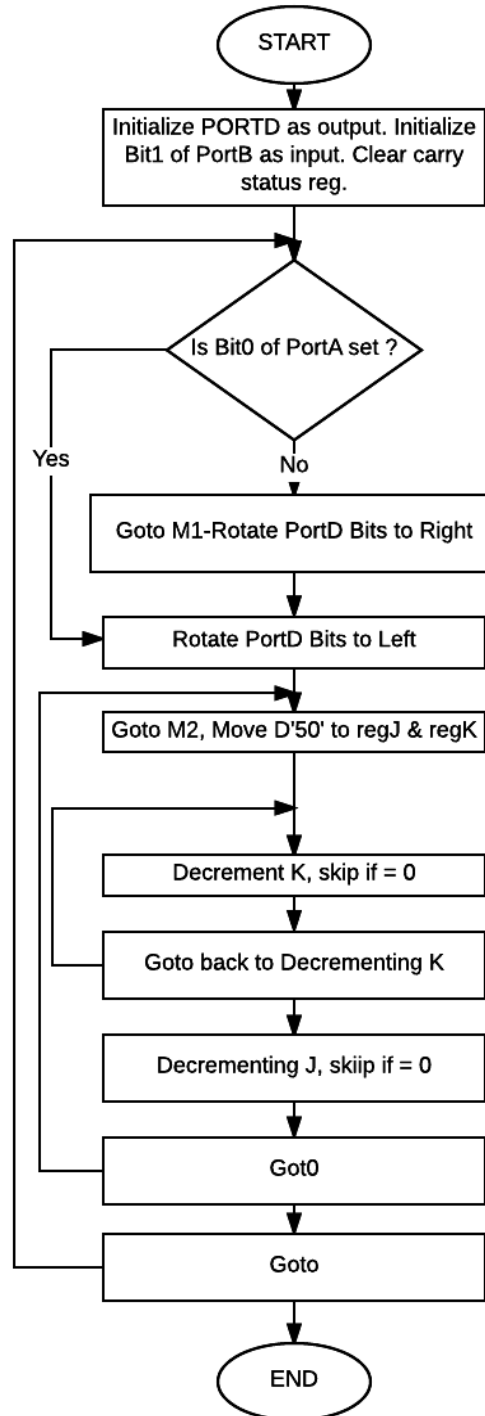 START
Initialize PORTD as output. Initialize
Bit1 of PortB as input. Clear carry
status reg.
Is Bit0 of PortA set ?
Yes
No
Goto M1-Rotate PortD Bits to Right
Rotate PortD Bits to Left
Goto M2, Move D'50' to regJ & regK
Decrement K, skip if = 0
Goto back to Decrementing K
Decrementing J, skiip if = 0
Got0
Goto
END